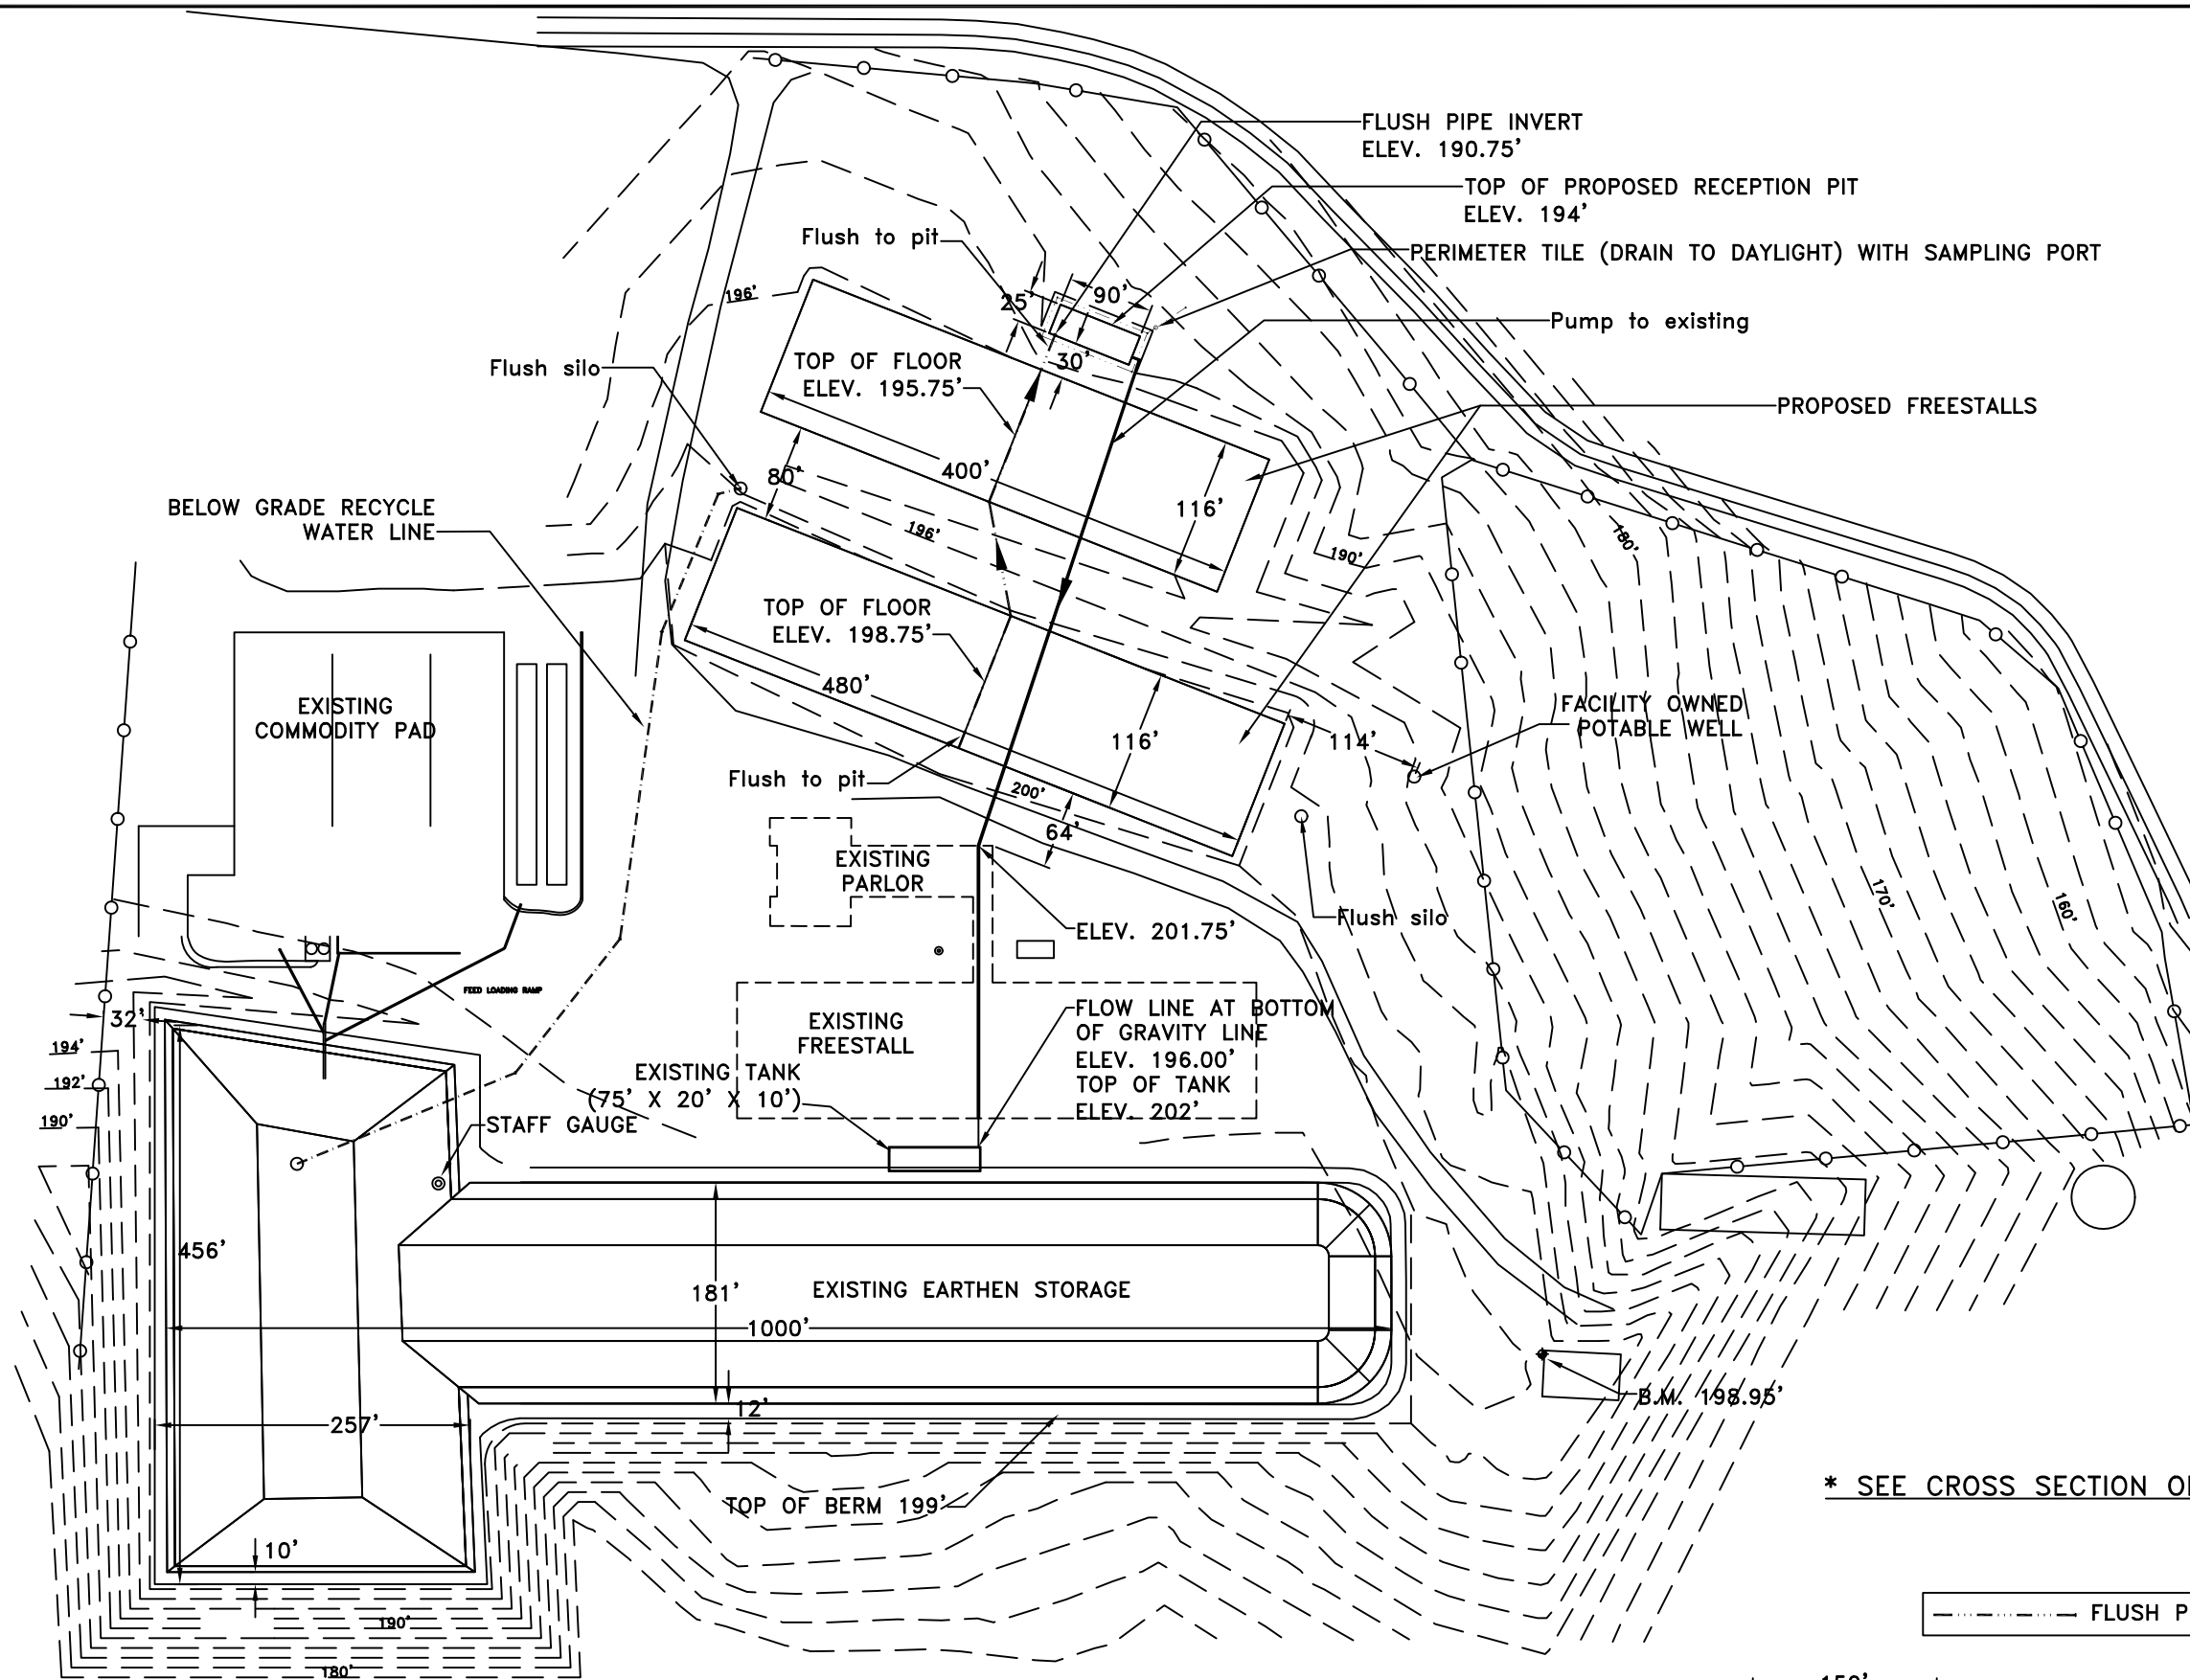 FLUSH PIPE INVERT
ELEV. 190.75'
TOP OF PROPOSED RECEPTION PIT
ELEV. 194'
PERIMETER TILE (DRAIN TO DAYLIGHT) WITH SAMPLING PORT
Flush to pit
25'
90'
196'
Pump to existing
30'
TOP OF FLOOR
ELEV. 195.75'
Flush silo
PROPOSED FREESTALLS
80'
400'
116'
BELOW GRADE RECYCLE
WATER LINE
196'
190'
180'
TOP OF FLOOR
ELEV. 198.75'
480'
EXISTING
COMMODITY PAD
FACILITY OWNED
POTABLE WELL
116'
114'
Flush to pit
200'
64'
EXISTING
PARLOR
170'
160'
Flush silo
ELEV. 201.75'
FEED LOADING RAMP
32'
EXISTING
FREESTALL
FLOW LINE AT BOTTOM
OF GRAVITY LINE
ELEV. 196.00'
TOP OF TANK
ELEV. 202'
194'
192'
190'
EXISTING TANK
(75' X 20' X 10')
STAFF GAUGE
456'
181'
EXISTING EARTHEN STORAGE
1000'
B.M. 198.95'
12'
257'
TOP OF BERM 199'
* SEE CROSS SECTION
10'
190'
FLUSH P
180'
150'